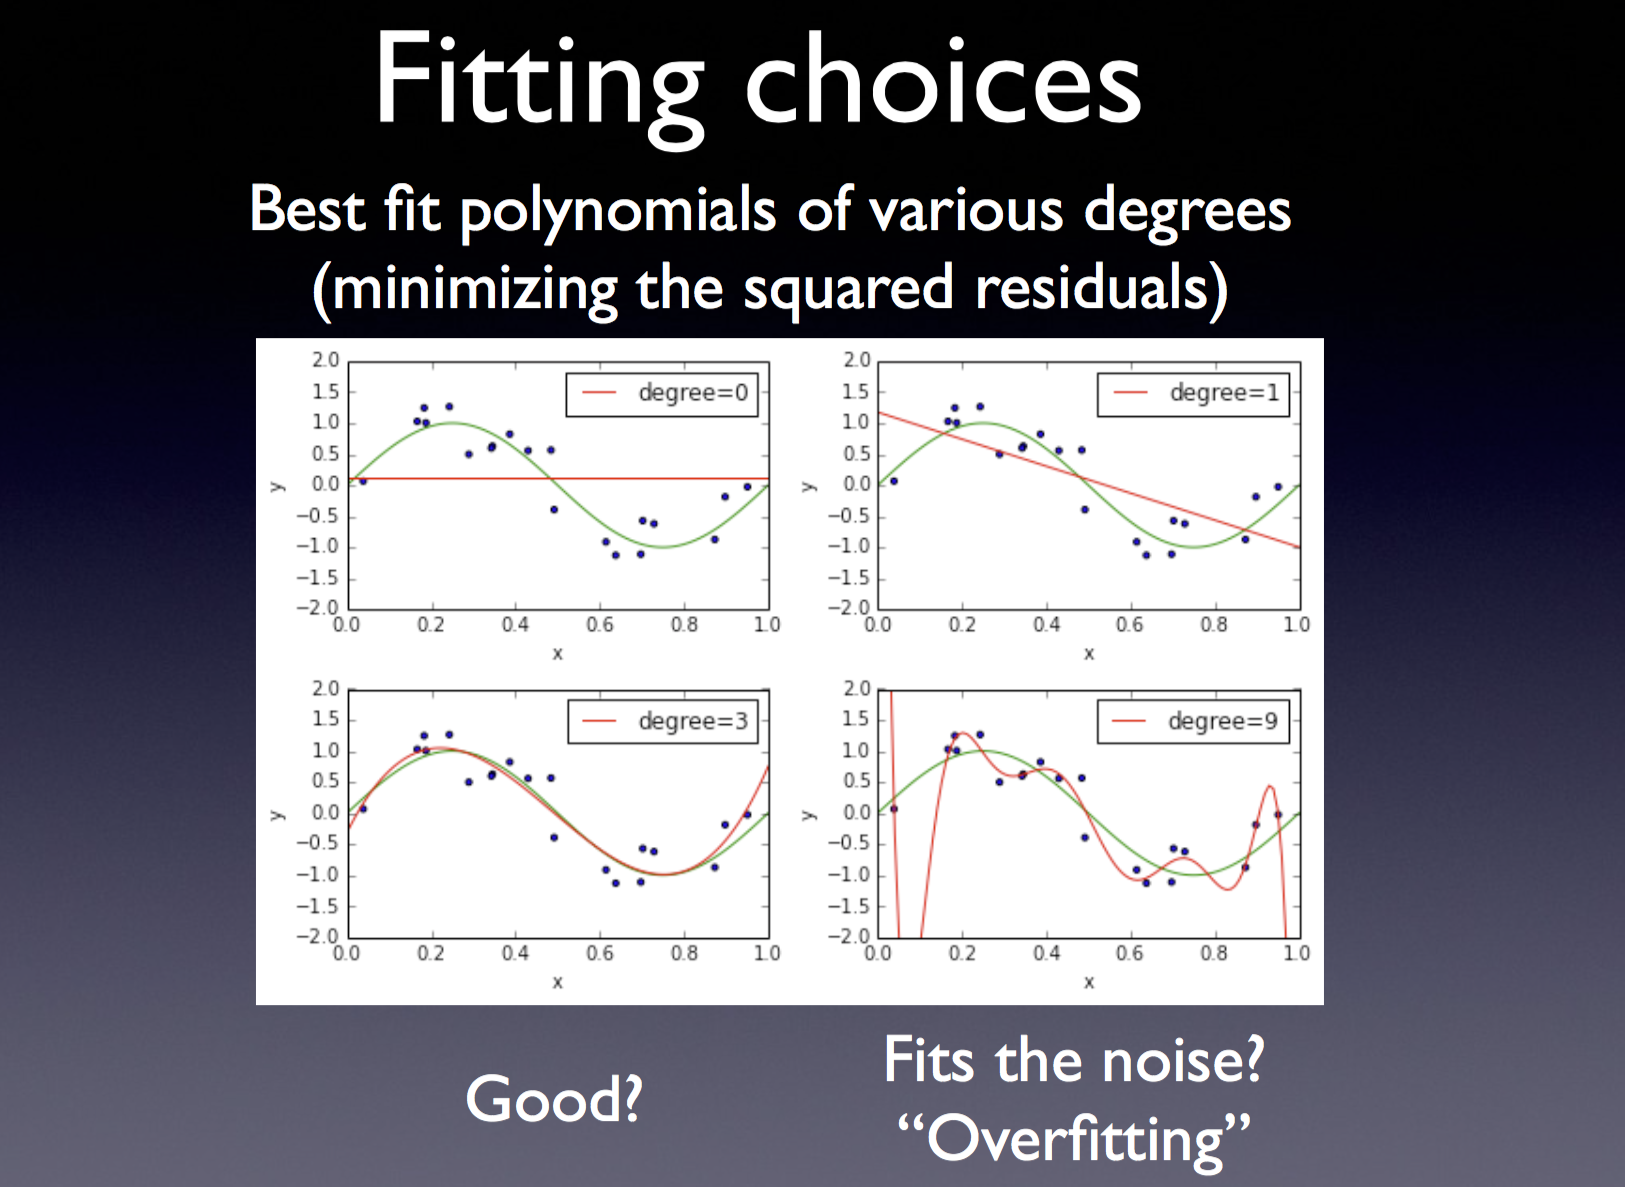 Fitting choices
Best fit polynomials of various degrees
(minimizing the squared residuals)
2.0
1.5
1.0
0.5
0.0
−0.5
−1.0
−1.5
−2.0
y
degree=0
0.0 0.2 0.4 0.6 0.8 1.0
x
2.0
1.5
1.0
0.5
0.0
−0.5
−1.0
−1.5
−2.0
y
degree=1
0.0 0.2 0.4 0.6 0.8 1.0
x
2.0
1.5
1.0
0.5
0.0
−0.5
−1.0
−1.5
−2.0
y
degree=3
0.0 0.2 0.4 0.6 0.8 1.0
x
2.0
1.5
1.0
0.5
0.0
−0.5
−1.0
−1.5
−2.0
y
degree=9
0.0 0.2 0.4 0.6 0.8 1.0
x
Good?
Fits the noise?
“Overfitting”